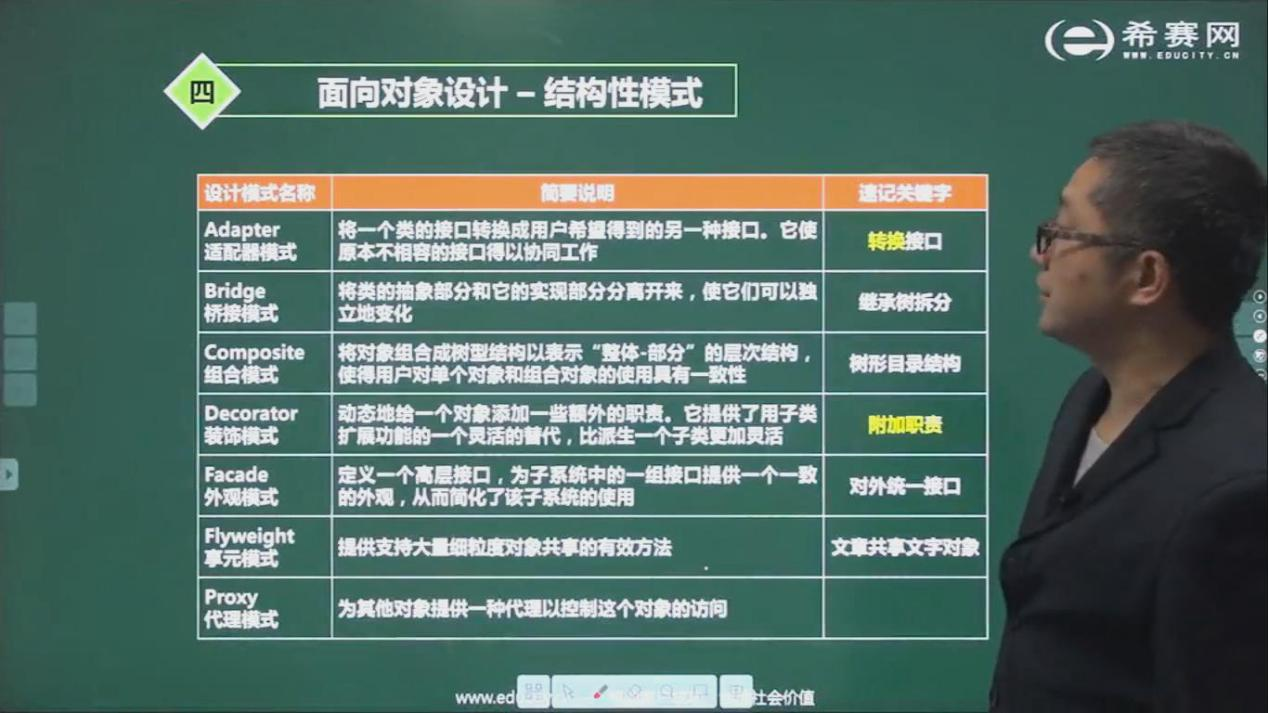 希赛网
WWW.EDUCITY.CN
四
面向对象设计 – 结构性模式
设计模式名称 简要说明 速记关键字
Adapter
适配器模式
将一个类的接口转换成用户希望得到的另一种接口。它使
原本不相容的接口得以协同工作
转换接口
Bridge
桥接模式
将类的抽象部分和它的实现部分分离开来，使它们可以独
立地变化
继承树拆分
Composite
组合模式
将对象组合成树型结构以表示“整体-部分”的层次结构，
使得用户对单个对象和组合对象的使用具有一致性
树形目录结构
Decorator
装饰模式
动态地给一个对象添加一些额外的职责。它提供了用子类
扩展功能的一个灵活的替代，比派生一个子类更加灵活
附加职责
Facade
外观模式
定义一个高层接口，为子系统中的一组接口提供一个一致
的外观，从而简化了该子系统的使用
对外统一接口
Flyweight
享元模式
提供支持大量细粒度对象共享的有效方法
文章共享文字对象
Proxy
代理模式
为其他对象提供一种代理以控制这个对象的访问
www.edu
社会价值